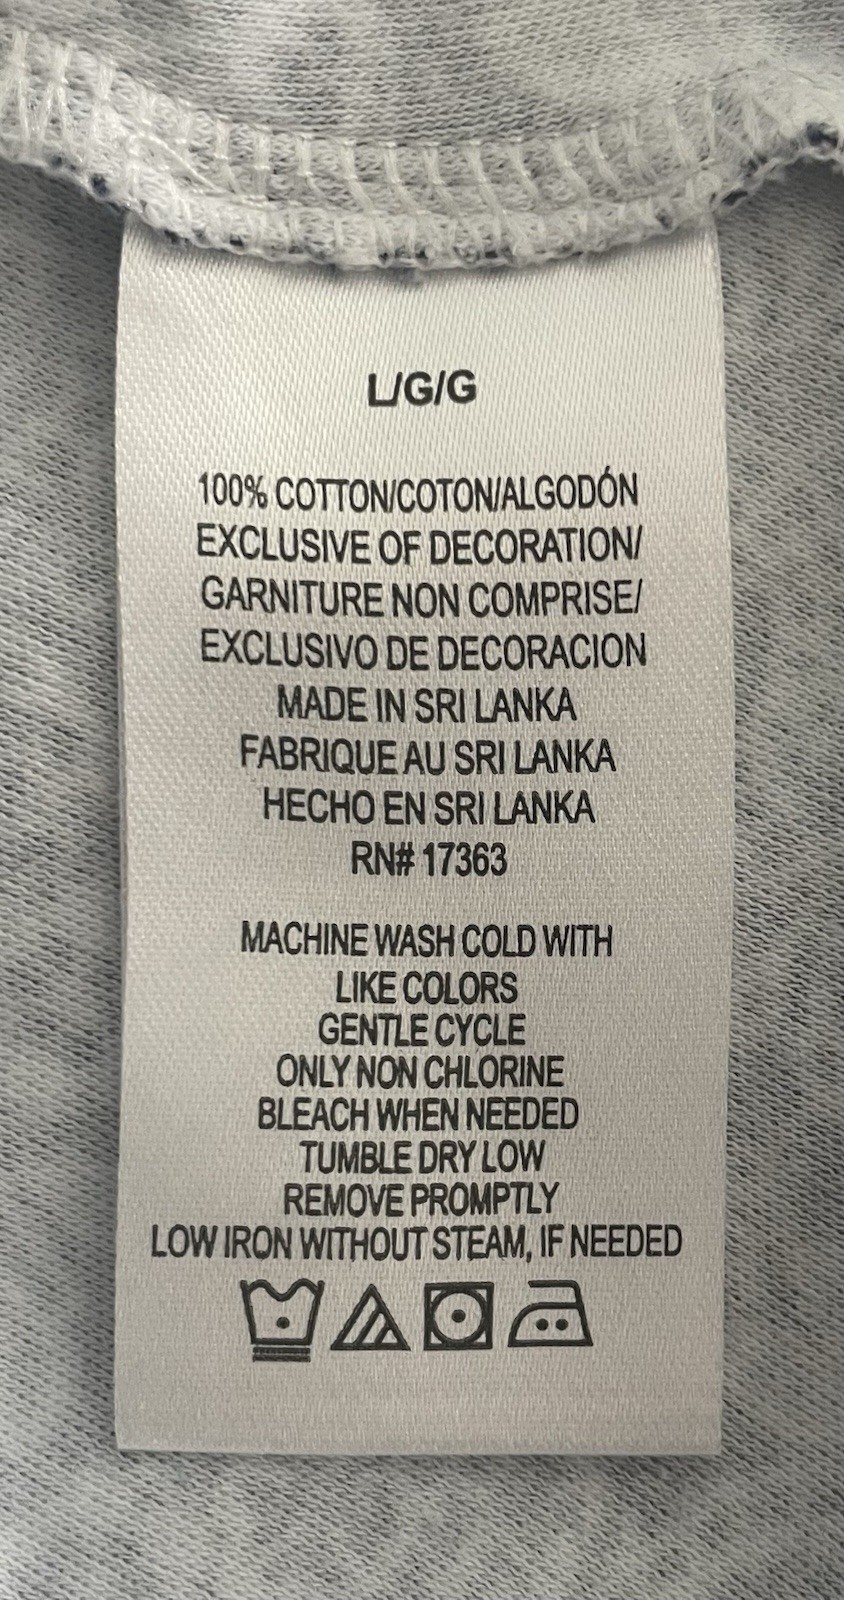 L/G/G
100% COTTON/COTON/ALGODÓN
EXCLUSIVE OF DECORATION/
GARNITURE NON COMPRISE/
EXCLUSIVO DE DECORACION
MADE IN SRI LANKA
FABRIQUE AU SRI LANKA
HECHO EN SRI LANKA
RN# 17363
MACHINE WASH COLD WITH
LIKE COLORS
GENTLE CYCLE
ONLY NON CHLORINE
BLEACH WHEN NEEDED
TUMBLE DRY LOW
REMOVE PROMPTLY
LOW IRON WITHOUT STEAM, IF NEEDED